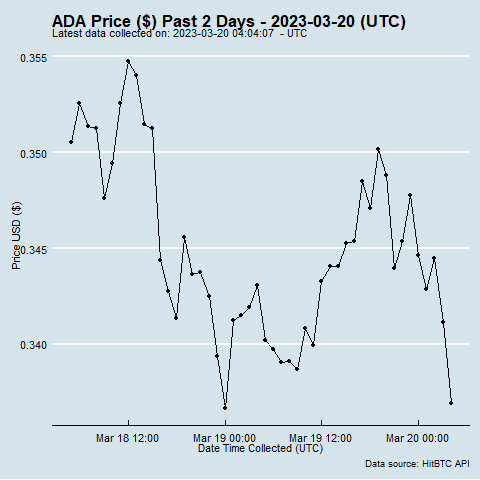 ADA Price ($) Past 2 Days - 2023-03-20 (UTC)
Latest data collected on: 2023-03-20 04:04:07 - UTC
0.355
0.350
0.345
0.340
Price USD ($)
Mar 18 12:00 Mar 19 00:00 Mar 19 12:00 Mar 20 00:00
Date Time Collected (UTC)
Data source: HitBTC API